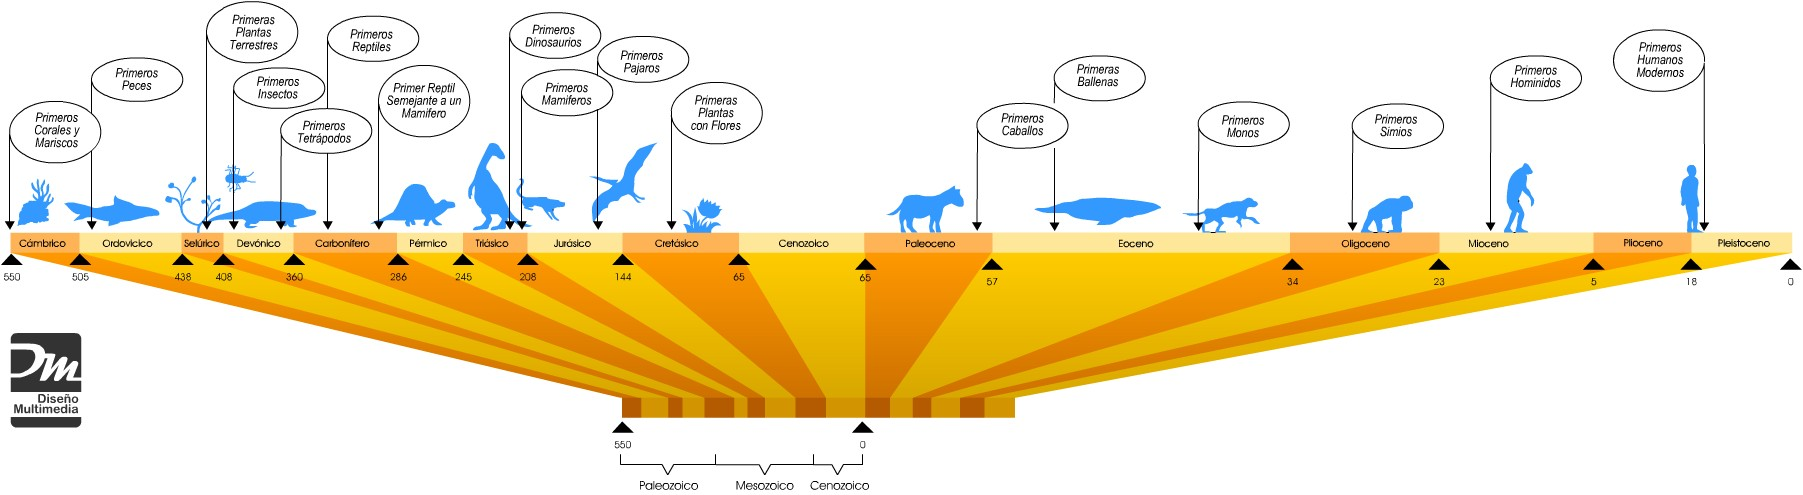 Primeros
Corales y
Mariscos
Primeros
Peces
Primeras
Plantas
Terrestres
Primeros
Insectos
Primeros
Tetrápodos
Primeros
Reptiles
Primer Reptil
Semejante a un
Mamifero
Primeros
Dinosaurios
Primeros
Mamiferos
Primeros
Pajaros
Primeras
Plantas
con Flores
Primeros
Caballos
Primeras
Ballenas
Primeros
Monos
Primeros
Simios
Primeros
Hominidos
Primeros
Humanos
Modernos
Cámbrico Ordovicico Selúrico Devónico Carbonífero Pérmico Triásico Jurásico Cretásico Cenozoico Paleoceno Eoceno Oligoceno Mioceno Plioceno Pleistoceno
550 505 438 408 360 286 245 208 144 65 65 57 34 23 5 18 0
Dm
Diseño
Multimedia
550 0
Paleozoico Mesozoico Cenozoico